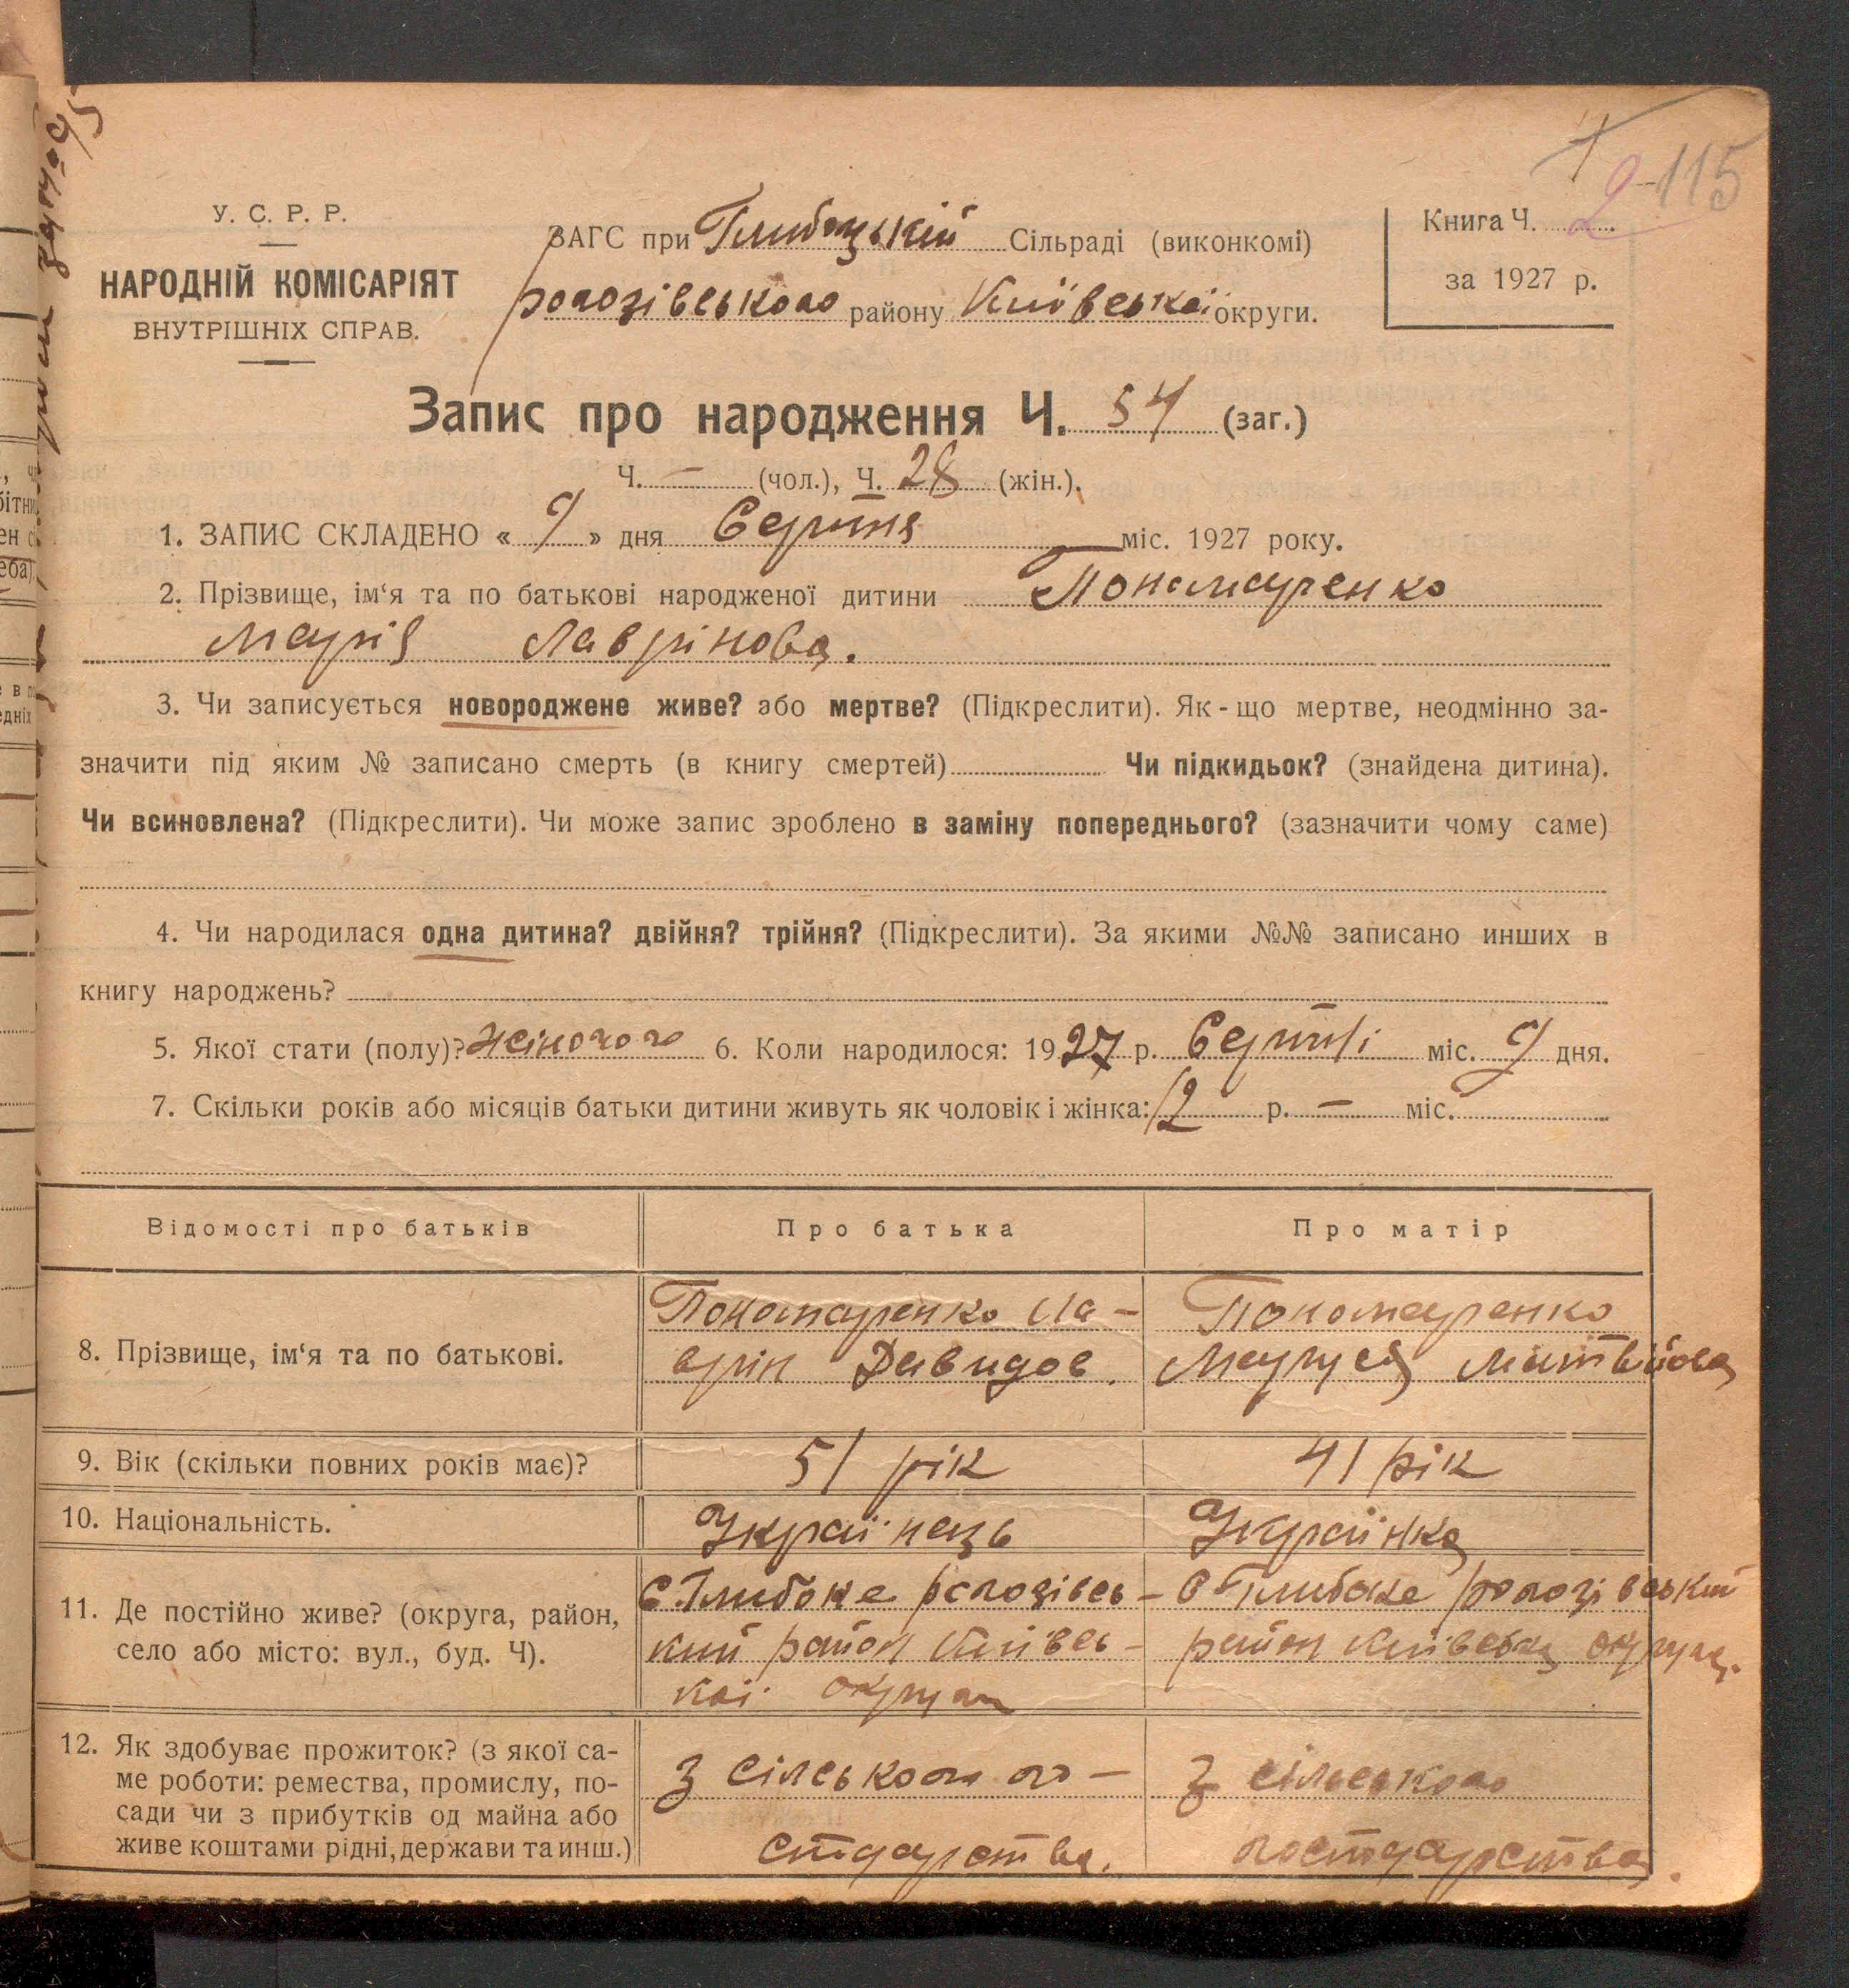 115
2
У. С. Р. Р.
НАРОДНІЙ КОМІСАРІЯТ
ВНУТРІШНІХ СПРАВ.
ЗАГС при Глибоцькій Сільраді (виконкомі)
рогозівського району Київської округи.
Книга Ч.
за 1927 р.
Запис про народження Ч. 54 (заг.)
Ч. — (чол.), Ч. 28 (жін.).
1. ЗАПИС СКЛАДЕНО « 9 » дня Серпня міс. 1927 року.
2. Прізвище, ім‘я та по батькові народженої дитини Пономаренко
Марія Лаврінова.
3. Чи записується новороджене живе? або мертве? (Підкреслити). Як-що мертве, неодмінно за-
значити під яким № записано смерть (в книгу смертей) Чи підкидьок? (знайдена дитина).
Чи всиновлена? (Підкреслити). Чи може запис зроблено в заміну попереднього? (зазначити чому саме)
4. Чи народилася одна дитина? двійня? трійня? (Підкреслити). За якими №№ записано инших в
книгу народжень?
5. Якої стати (полу)? жіночого 6. Коли народилося: 1927 р. Серпня міс. 9 дня.
7. Скільки років або місяців батьки дитини живуть як чоловік і жінка: 12 р. — міс.
Відомості про батьків Про батька Про матір
8. Прізвище, ім‘я та по батькові.
Пономаренко Ла-
врін Давидов.
Пономаренко
Маруся Матвійова
9. Вік (скільки повних років має)? 51 рік 41 рік
10. Національність. Українець Українка
11. Де постійно живе? (округа, район,
село або місто: вул., буд. Ч).
С Глибоке рогозівсь-
кий район Київсь-
кої округи
С Глибоке рогозівський
район Київська округа.
12. Як здобуває прожиток? (з якої са-
ме роботи: ремества, промислу, по-
сади чи з прибутків од майна або
живе коштами рідні, держави та инш.)
З сільського го-
сподарства.
З сільського
господарства.